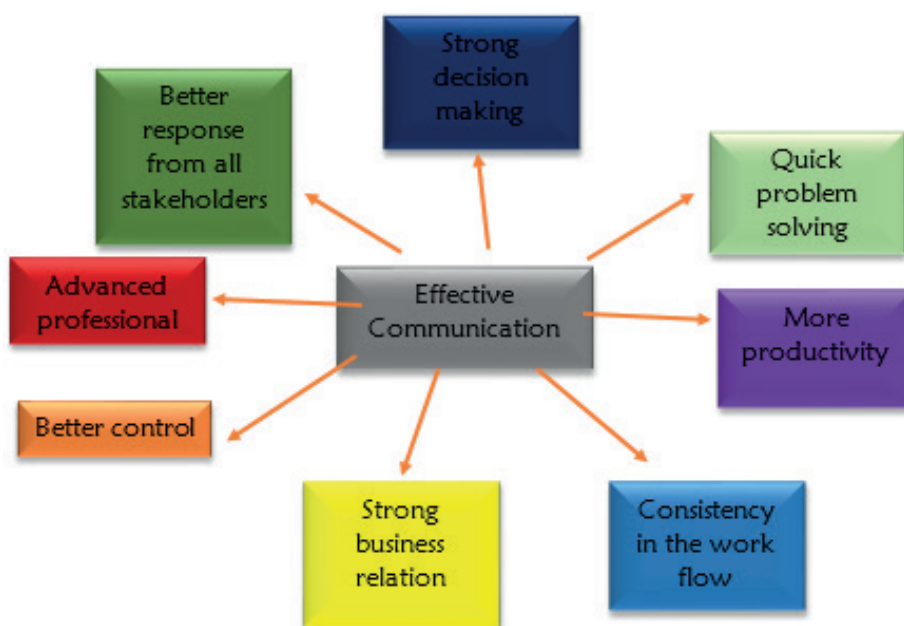 Strong
decision
making
Better
response
from all
stakeholders
Quick
problem
solving
Effective
Communication
Advanced
professional
More
productivity
Better control
Strong
business
relation
Consistency
in the work
flow